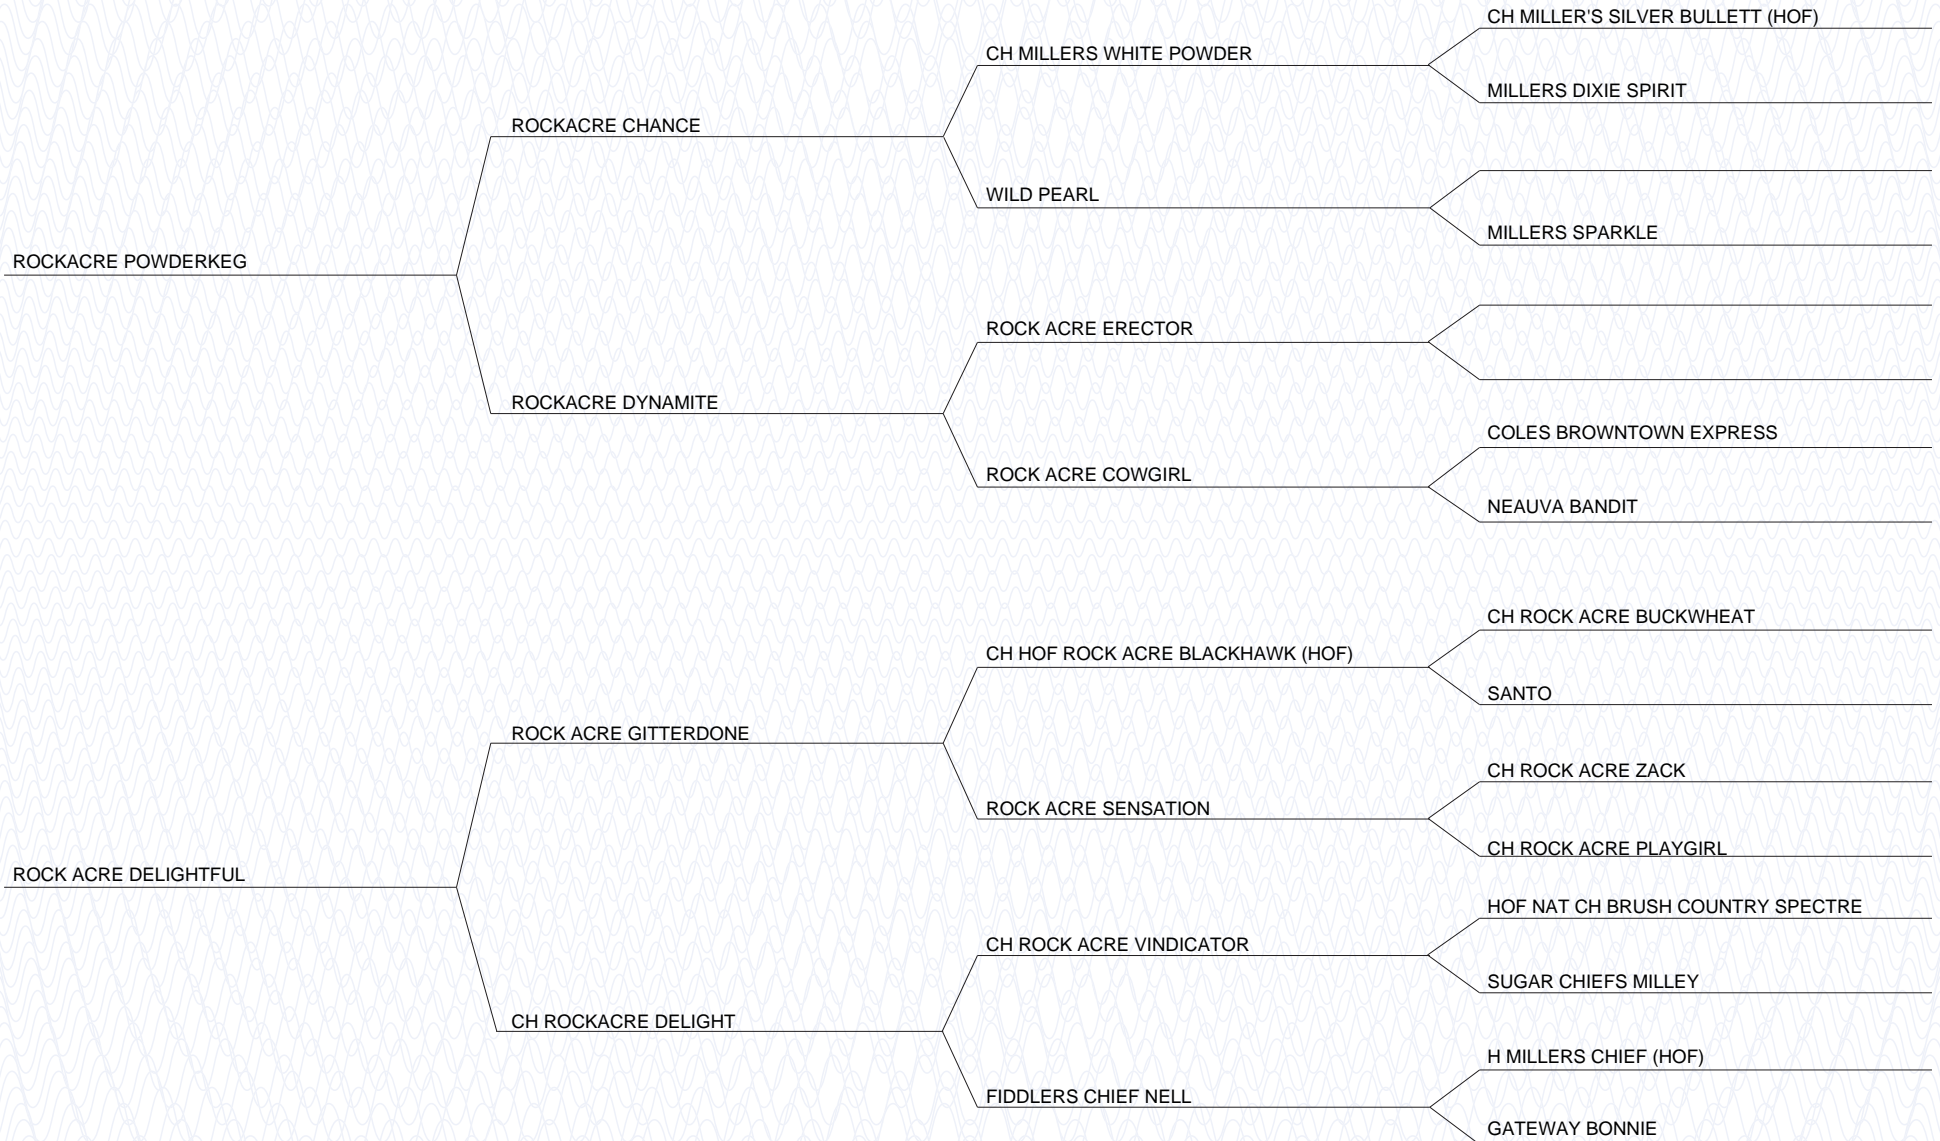 CH MILLER'S SILVER BULLETT (HOF)
CH MILLERS WHITE POWDER
MILLERS DIXIE SPIRIT
ROCKACRE CHANCE
WILD PEARL
MILLERS SPARKLE
ROCKACRE POWDERKEG
ROCK ACRE ERECTOR
ROCKACRE DYNAMITE
COLES BROWNTOWN EXPRESS
ROCK ACRE COWGIRL
NEAUVA BANDIT
CH ROCK ACRE BUCKWHEAT
CH HOF ROCK ACRE BLACKHAWK (HOF)
SANTO
ROCK ACRE GITTERDONE
CH ROCK ACRE ZACK
ROCK ACRE SENSATION
CH ROCK ACRE PLAYGIRL
ROCK ACRE DELIGHTFUL
HOF NAT CH BRUSH COUNTRY SPECTRE
CH ROCK ACRE VINDICATOR
SUGAR CHIEFS MILLEY
CH ROCKACRE DELIGHT
H MILLERS CHIEF (HOF)
FIDDLERS CHIEF NELL
GATEWAY BONNIE